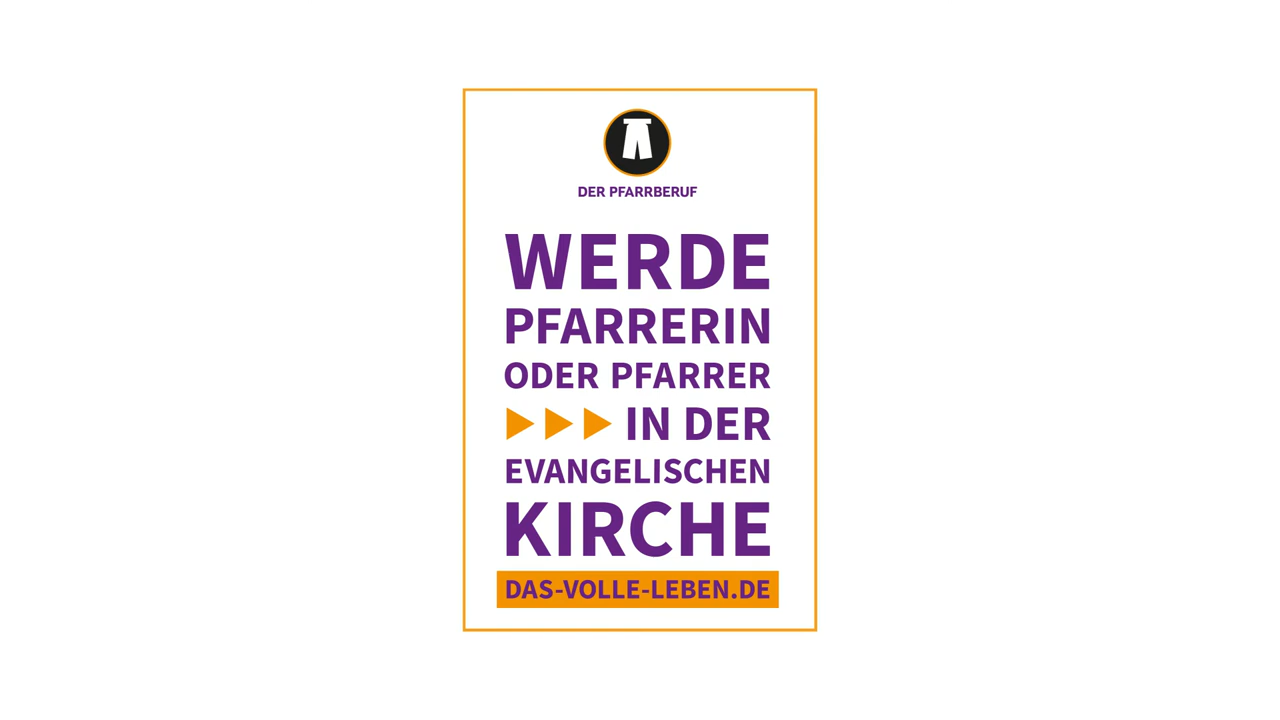 DER PFARRBERUF
WERDE
PFARRERIN
ODER PFARRER
IN DER
EVANGELISCHEN
KIRCHE
DAS-VOLLE-LEBEN.DE